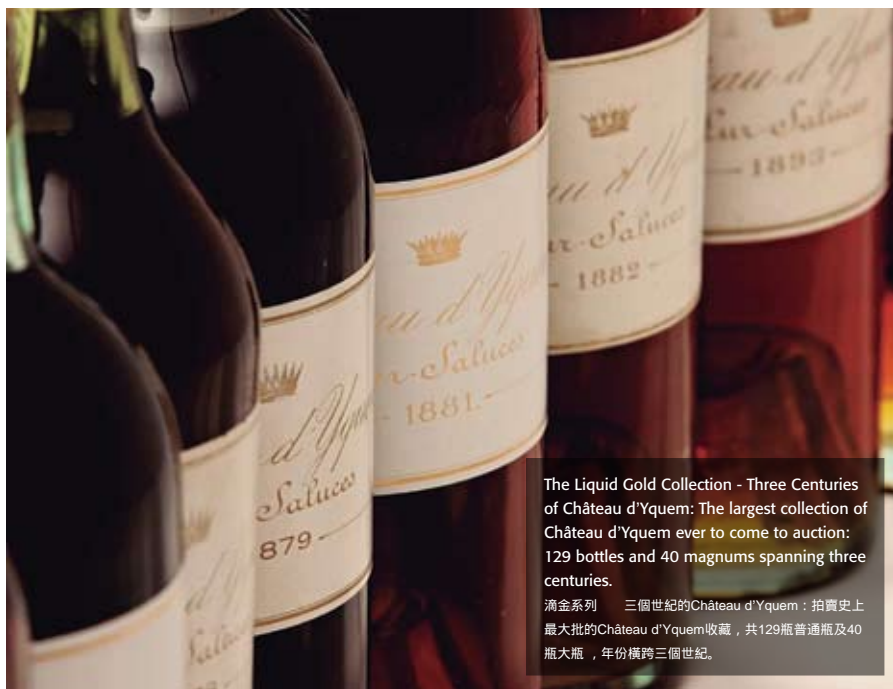 1893
1882
1881.
d'Yque
Saluces
879
The Liquid Gold Collection - Three Centuries
of Château d’Yquem: The largest collection of
Château d’Yquem ever to come to auction:
129 bottles and 40 magnums spanning three
centuries.
滴金系列 三個世紀的Château d’Yquem：拍賣史上
最大批的Château d’Yquem收藏，共129瓶普通瓶及40
瓶大瓶 ，年份橫跨三個世紀。